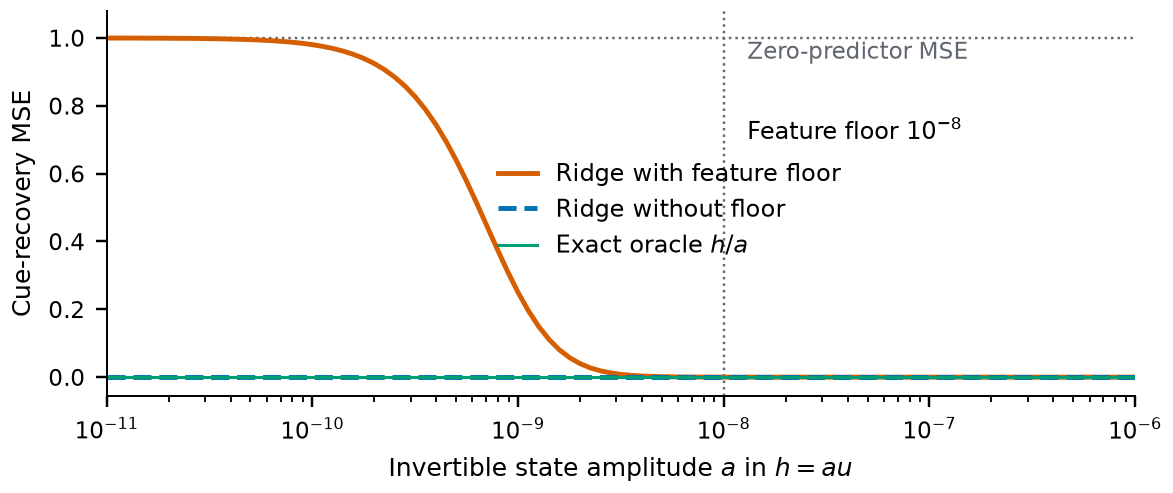 Cue-recovery MSE
1.0
0.8
0.6
0.4
0.2
0.0
Zero-predictor MSE
Feature floor 10⁻⁸
Ridge with feature floor
Ridge without floor
Exact oracle h/a
10⁻¹¹
10⁻¹⁰
10⁻⁹
10⁻⁸
10⁻⁷
10⁻⁶
Invertible state amplitude a in h = au